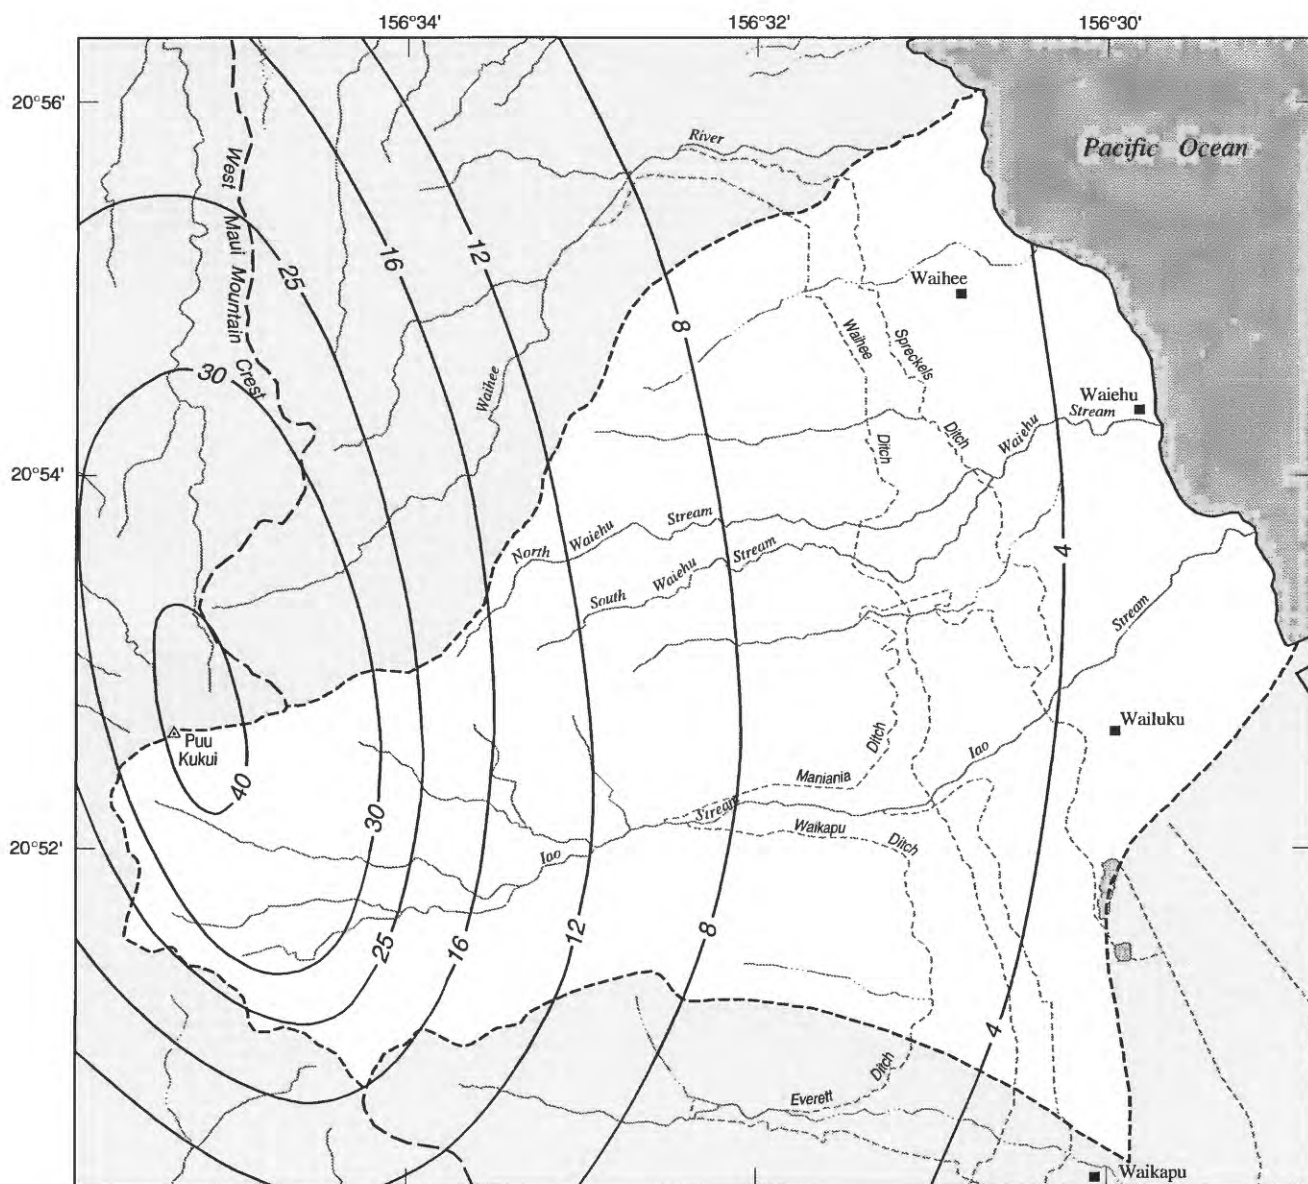 156°34'
156°32'
156°30'
20°56'
20°54'
20°52'
Pacific Ocean
River
West Maui Mountain Crest
16
12
25
8
30
Waihee
Waihee
Waihee
Spreckels
Waiehu
Waiehu
Stream
Ditch
Ditch
North
Waiehu
Stream
South
Waiehu
Stream
4
Stream
Puu
Kukui
40
30
Ditch
Maniania
Iao
Wailuku
Stream
Waikapu
Ditch
Iao
25
16
12
8
4
Ditch
Everett
Waikapu